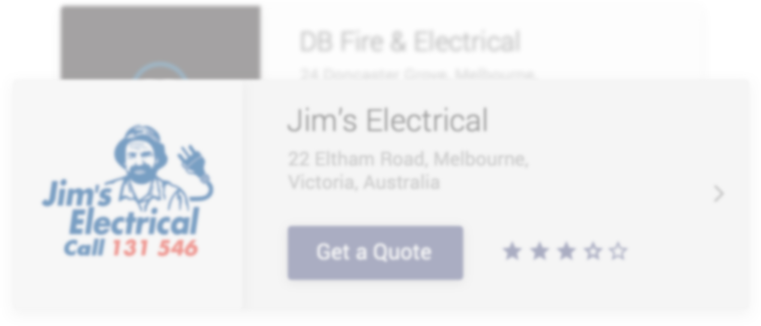 DB Fire & Electrical
24 Doncaster Grove, Melbourne,
Jim's Electrical
22 Eltham Road, Melbourne,
Victoria, Australia
Jim's
Electrical
Call 131 546
Get a Quote